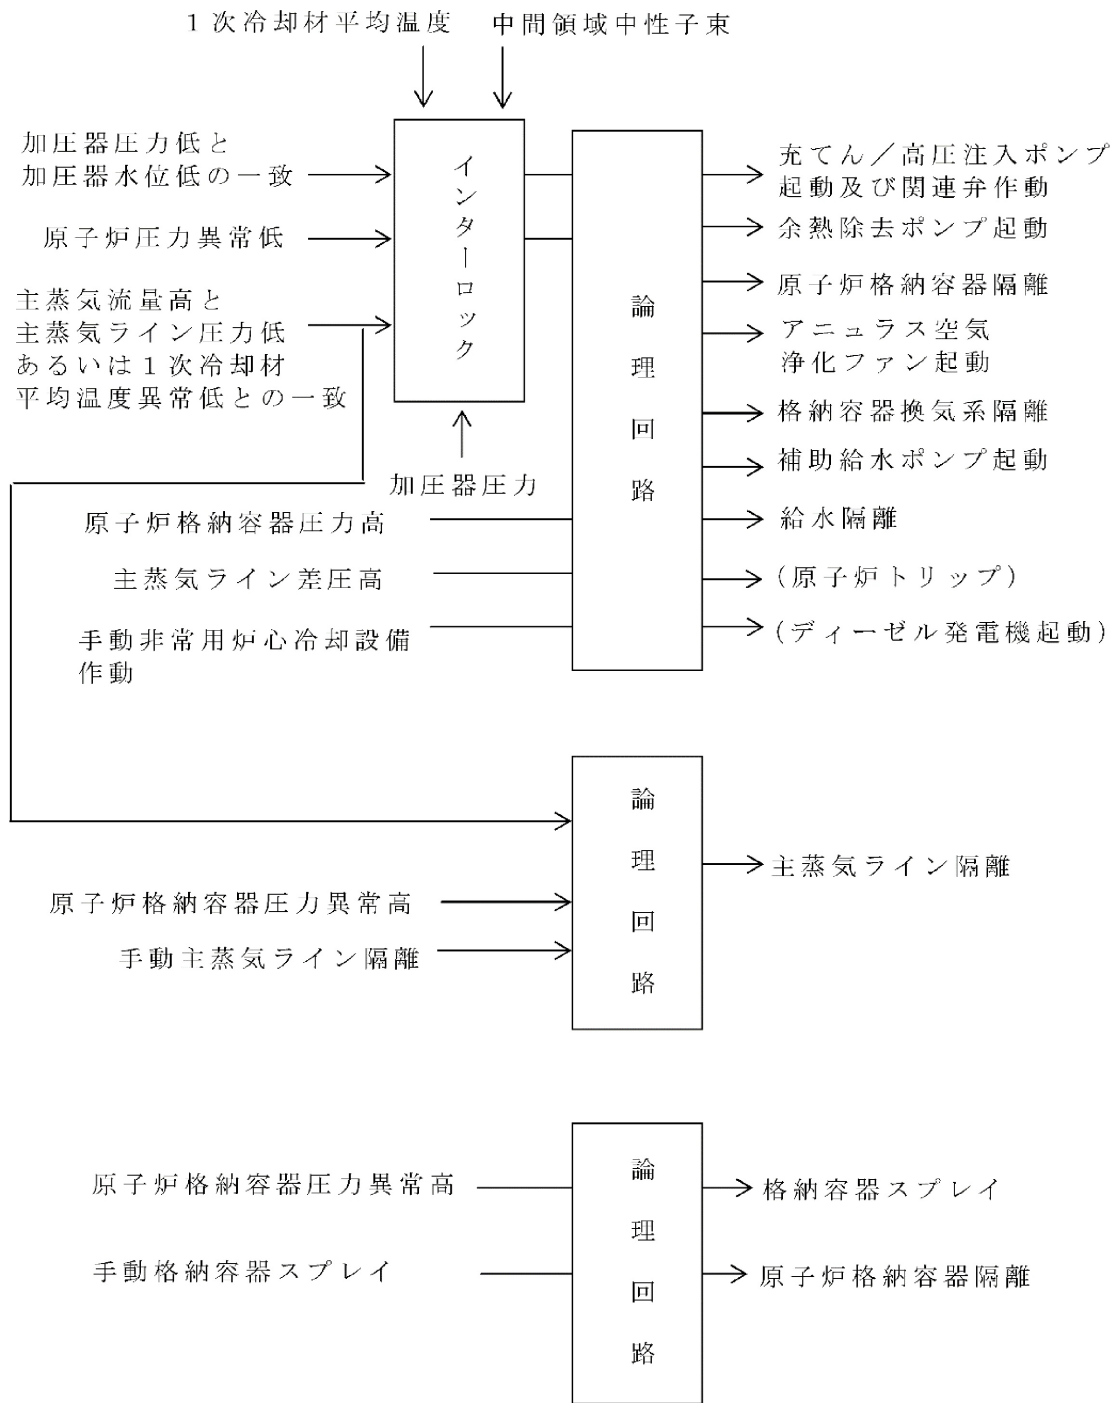 １次冷却材平均温度
中間領域中性子束
加圧器圧力低と
加圧器水位低の一致
原子炉圧力異常低
主蒸気流量高と
主蒸気ライン圧力低
あるいは１次冷却材
平均温度異常低との一致
インターロック
加圧器圧力
原子炉格納容器圧力高
主蒸気ライン差圧高
手動非常用炉心冷却設備
作動
論理回路
充てん／高圧注入ポンプ
起動及び関連弁作動
余熱除去ポンプ起動
原子炉格納容器隔離
アニュラス空気
浄化ファン起動
格納容器換気系隔離
補助給水ポンプ起動
給水隔離
(原子炉トリップ)
(ディーゼル発電機起動)
原子炉格納容器圧力異常高
手動主蒸気ライン隔離
論理回路
主蒸気ライン隔離
原子炉格納容器圧力異常高
手動格納容器スプレイ
論理回路
格納容器スプレイ
原子炉格納容器隔離